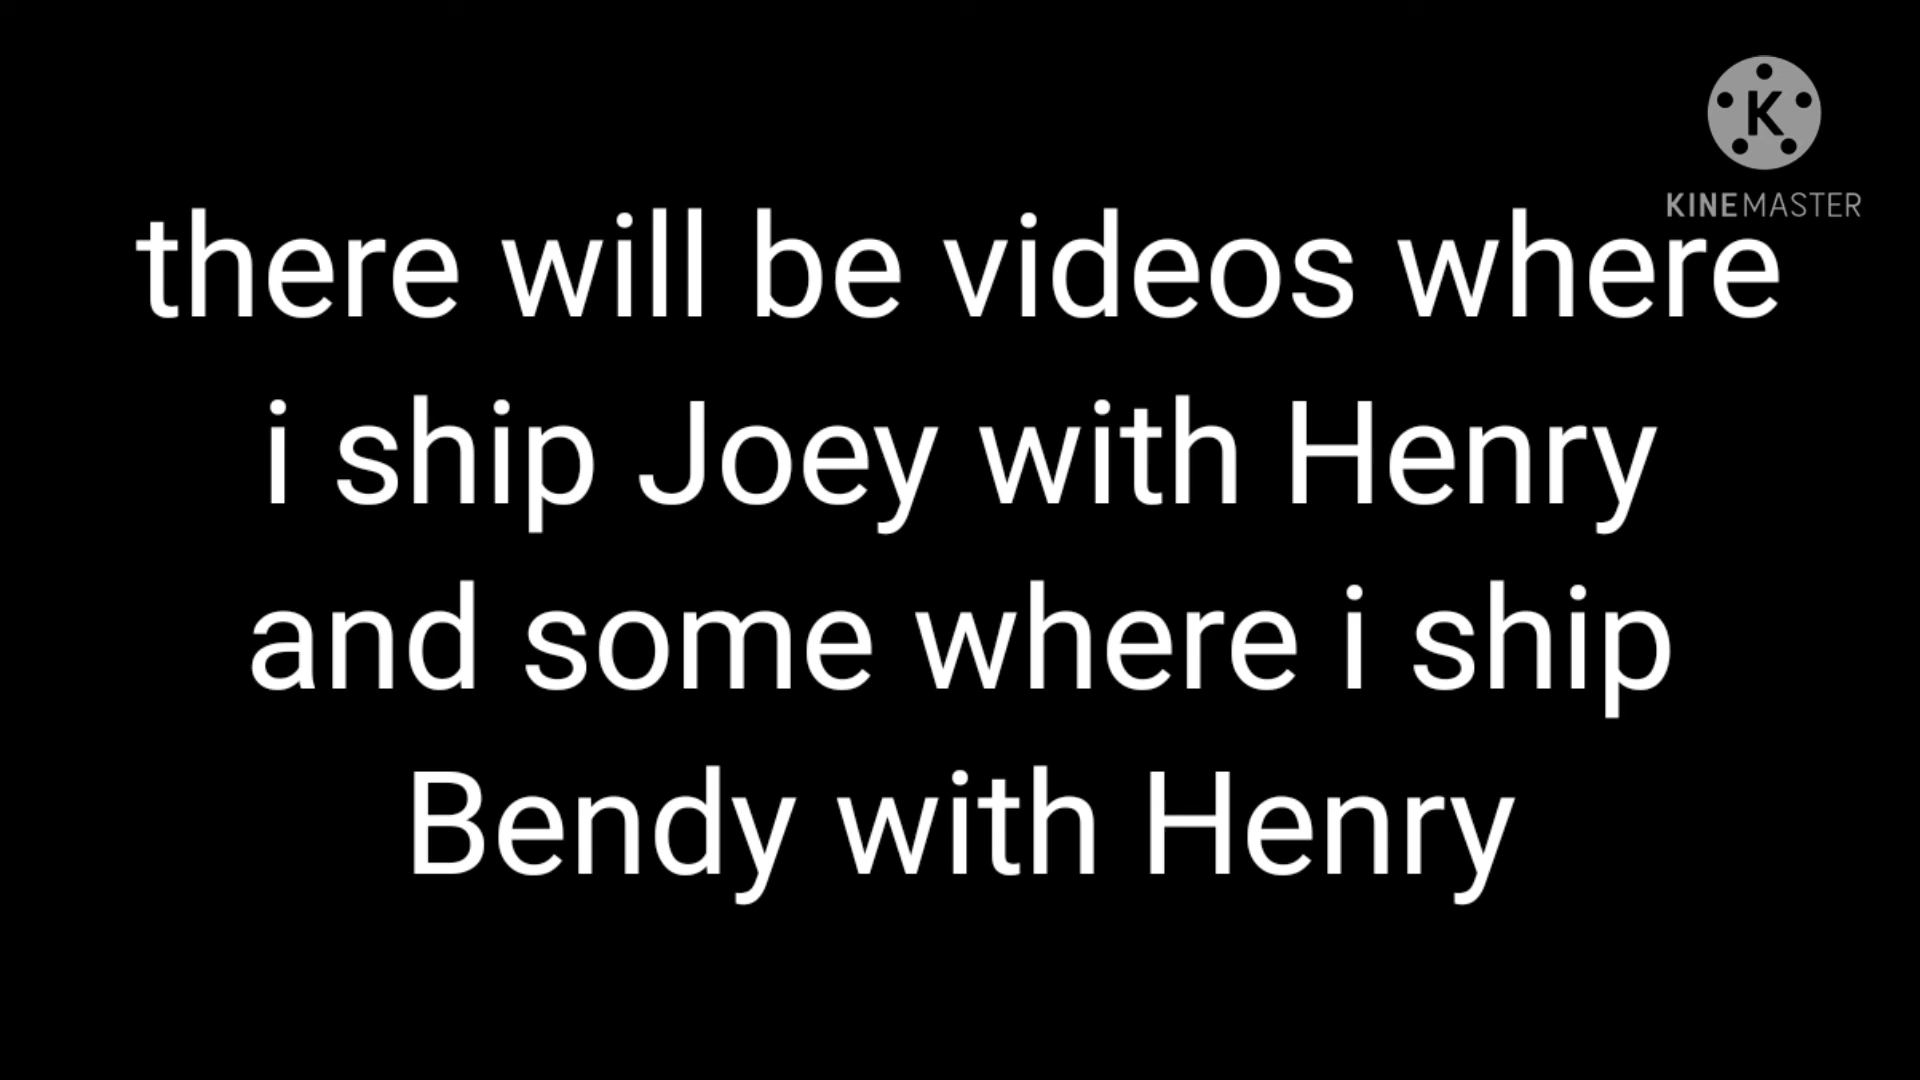 K
KINEMASTER
there will be videos where
i ship Joey with Henry
and some where i ship
Bendy with Henry